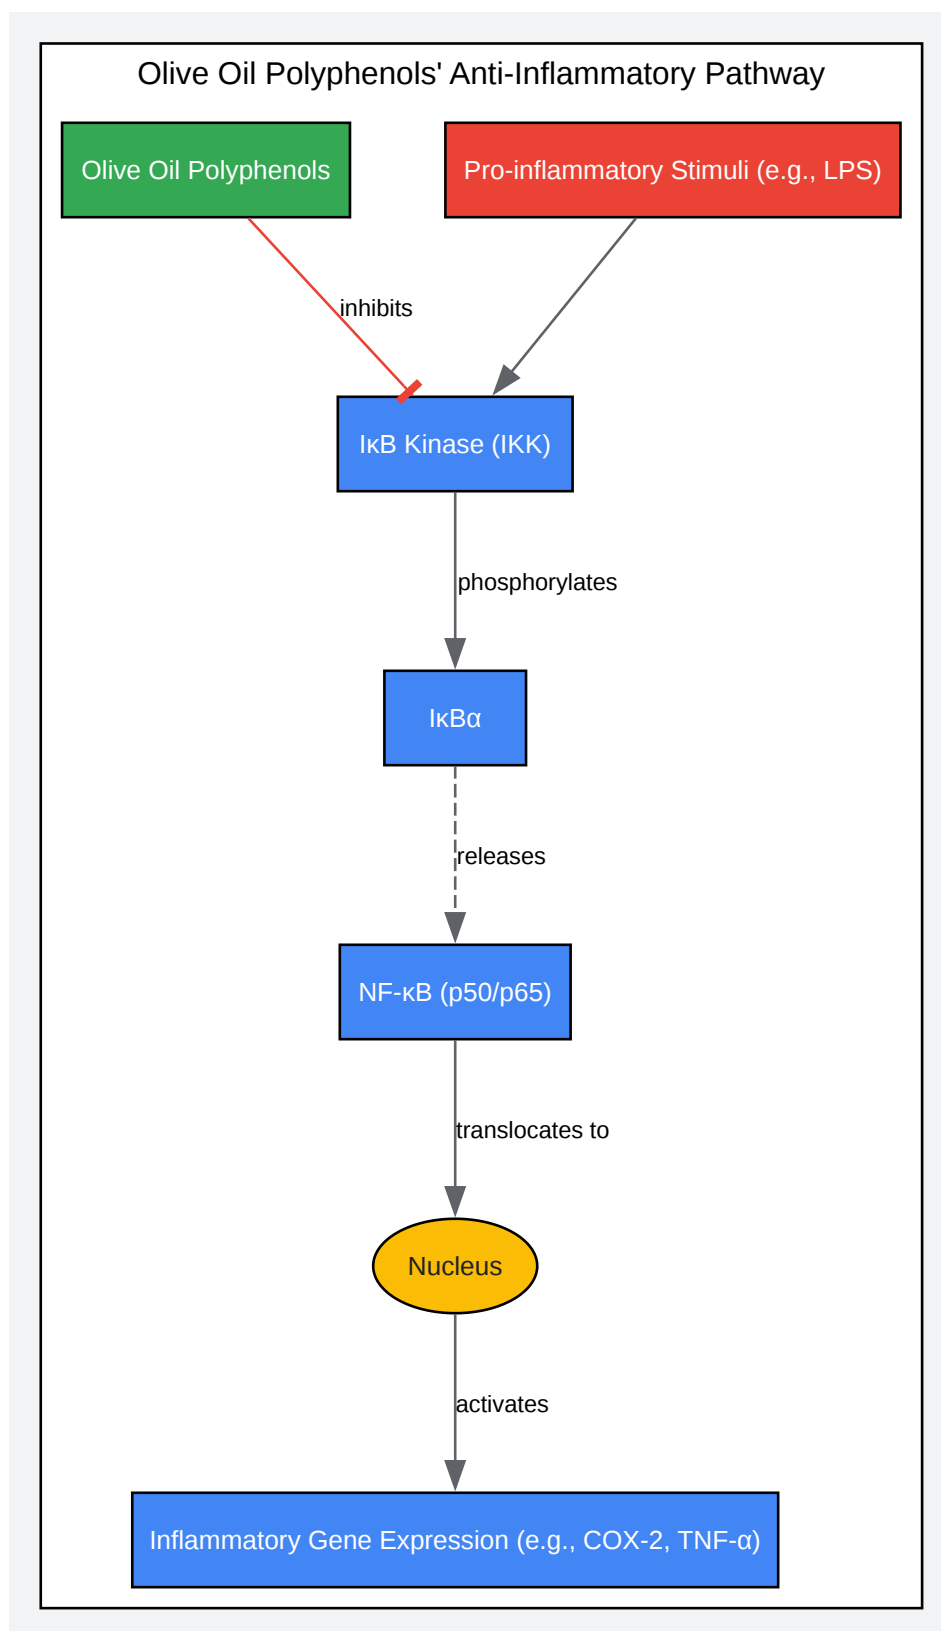 Olive Oil Polyphenols' Anti-Inflammatory Pathway
Olive Oil Polyphenols
Pro-inflammatory Stimuli (e.g., LPS)
inhibits
IκB Kinase (IKK)
phosphorylates
IκBα
releases
NF-κB (p50/p65)
translocates to
Nucleus
activates
Inflammatory Gene Expression (e.g., COX-2, TNF-α)